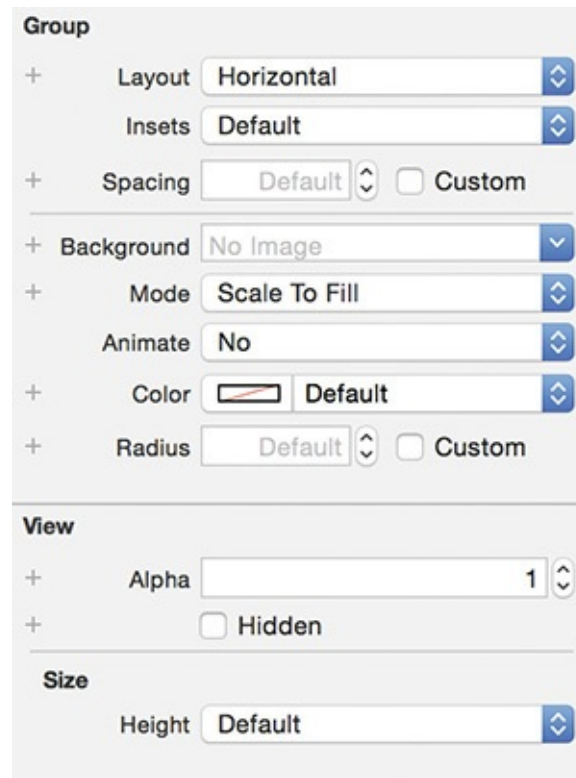 Group
+ Layout Horizontal
Insets Default
+ Spacing Default Custom
+ Background No Image
+ Mode Scale To Fill
Animate No
+ Color Default
+ Radius Default Custom
View
+ Alpha 1
+ Hidden
Size
Height Default